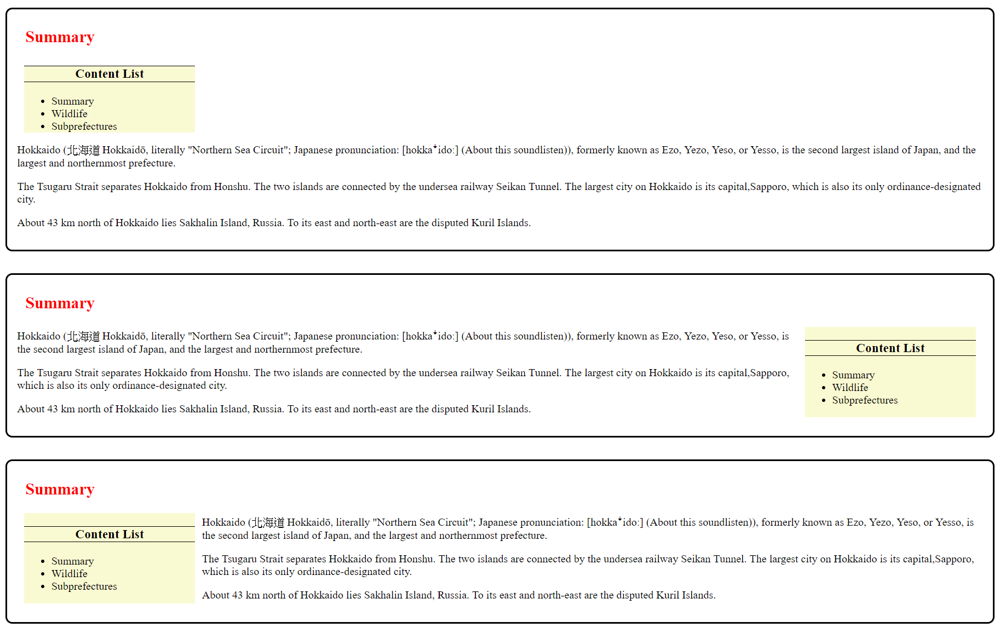 Summary
Content List
Summary
Wildlife
Subprefectures
Hokkaido (北海道 Hokkaidō, literally "Northern Sea Circuit"; Japanese pronunciation: [hokkaꜜidoː] (About this soundlisten)), formerly known as Ezo, Yezo, Yeso, or Yesso, is the second largest island of Japan, and the
largest and northernmost prefecture.
The Tsugaru Strait separates Hokkaido from Honshu. The two islands are connected by the undersea railway Seikan Tunnel. The largest city on Hokkaido is its capital,Sapporo, which is also its only ordinance-designated
city.
About 43 km north of Hokkaido lies Sakhalin Island, Russia. To its east and north-east are the disputed Kuril Islands.
Summary
Hokkaido (北海道 Hokkaidō, literally "Northern Sea Circuit"; Japanese pronunciation: [hokkaꜜidoː] (About this soundlisten)), formerly known as Ezo, Yezo, Yeso, or Yesso, is
the second largest island of Japan, and the largest and northernmost prefecture.
The Tsugaru Strait separates Hokkaido from Honshu. The two islands are connected by the undersea railway Seikan Tunnel. The largest city on Hokkaido is its capital,Sapporo,
which is also its only ordinance-designated city.
About 43 km north of Hokkaido lies Sakhalin Island, Russia. To its east and north-east are the disputed Kuril Islands.
Content List
Summary
Wildlife
Subprefectures
Summary
Content List
Summary
Wildlife
Subprefectures
Hokkaido (北海道 Hokkaidō, literally "Northern Sea Circuit"; Japanese pronunciation: [hokkaꜜidoː] (About this soundlisten)), formerly known as Ezo, Yezo, Yeso, or Yesso, is
the second largest island of Japan, and the largest and northernmost prefecture.
The Tsugaru Strait separates Hokkaido from Honshu. The two islands are connected by the undersea railway Seikan Tunnel. The largest city on Hokkaido is its capital,Sapporo,
which is also its only ordinance-designated city.
About 43 km north of Hokkaido lies Sakhalin Island, Russia. To its east and north-east are the disputed Kuril Islands.